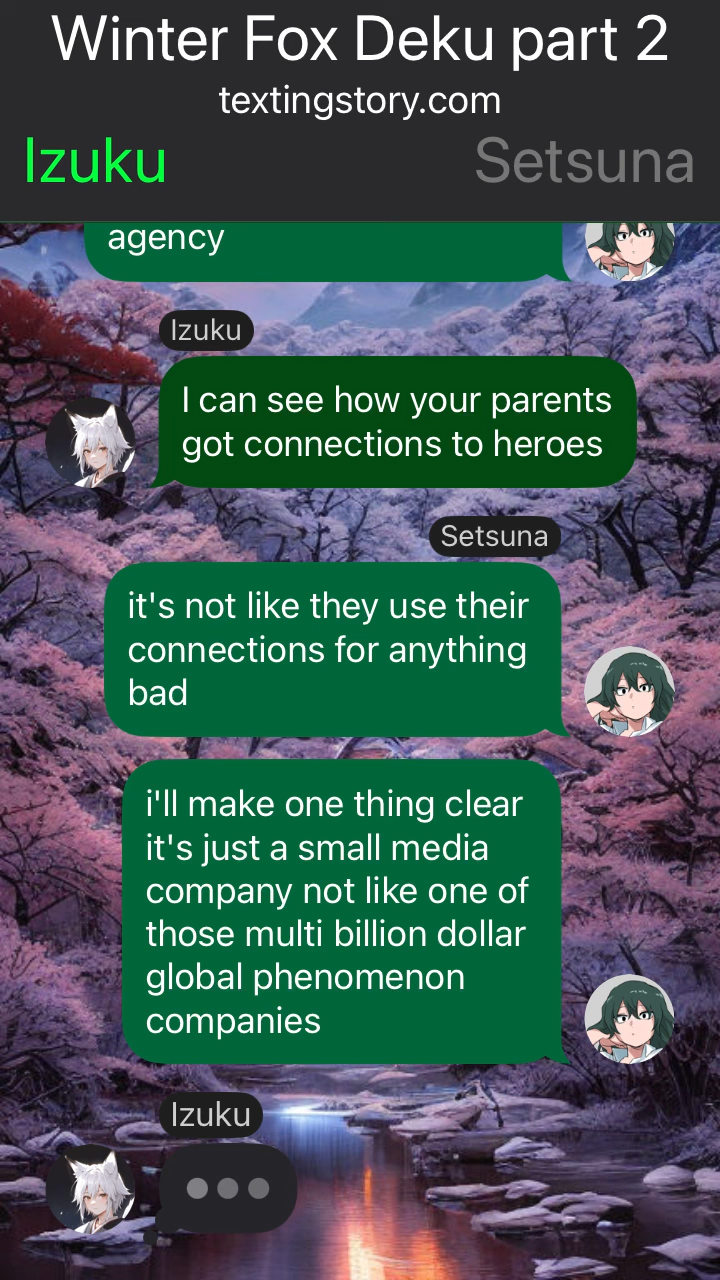 Winter Fox Deku part 2
textingstory.com
Izuku
Setsuna
agency
Izuku
I can see how your parents
got connections to heroes
Setsuna
it's not like they use their
connections for anything
bad
i'll make one thing clear
it's just a small media
company not like one of
those multi billion dollar
global phenomenon
companies
Izuku